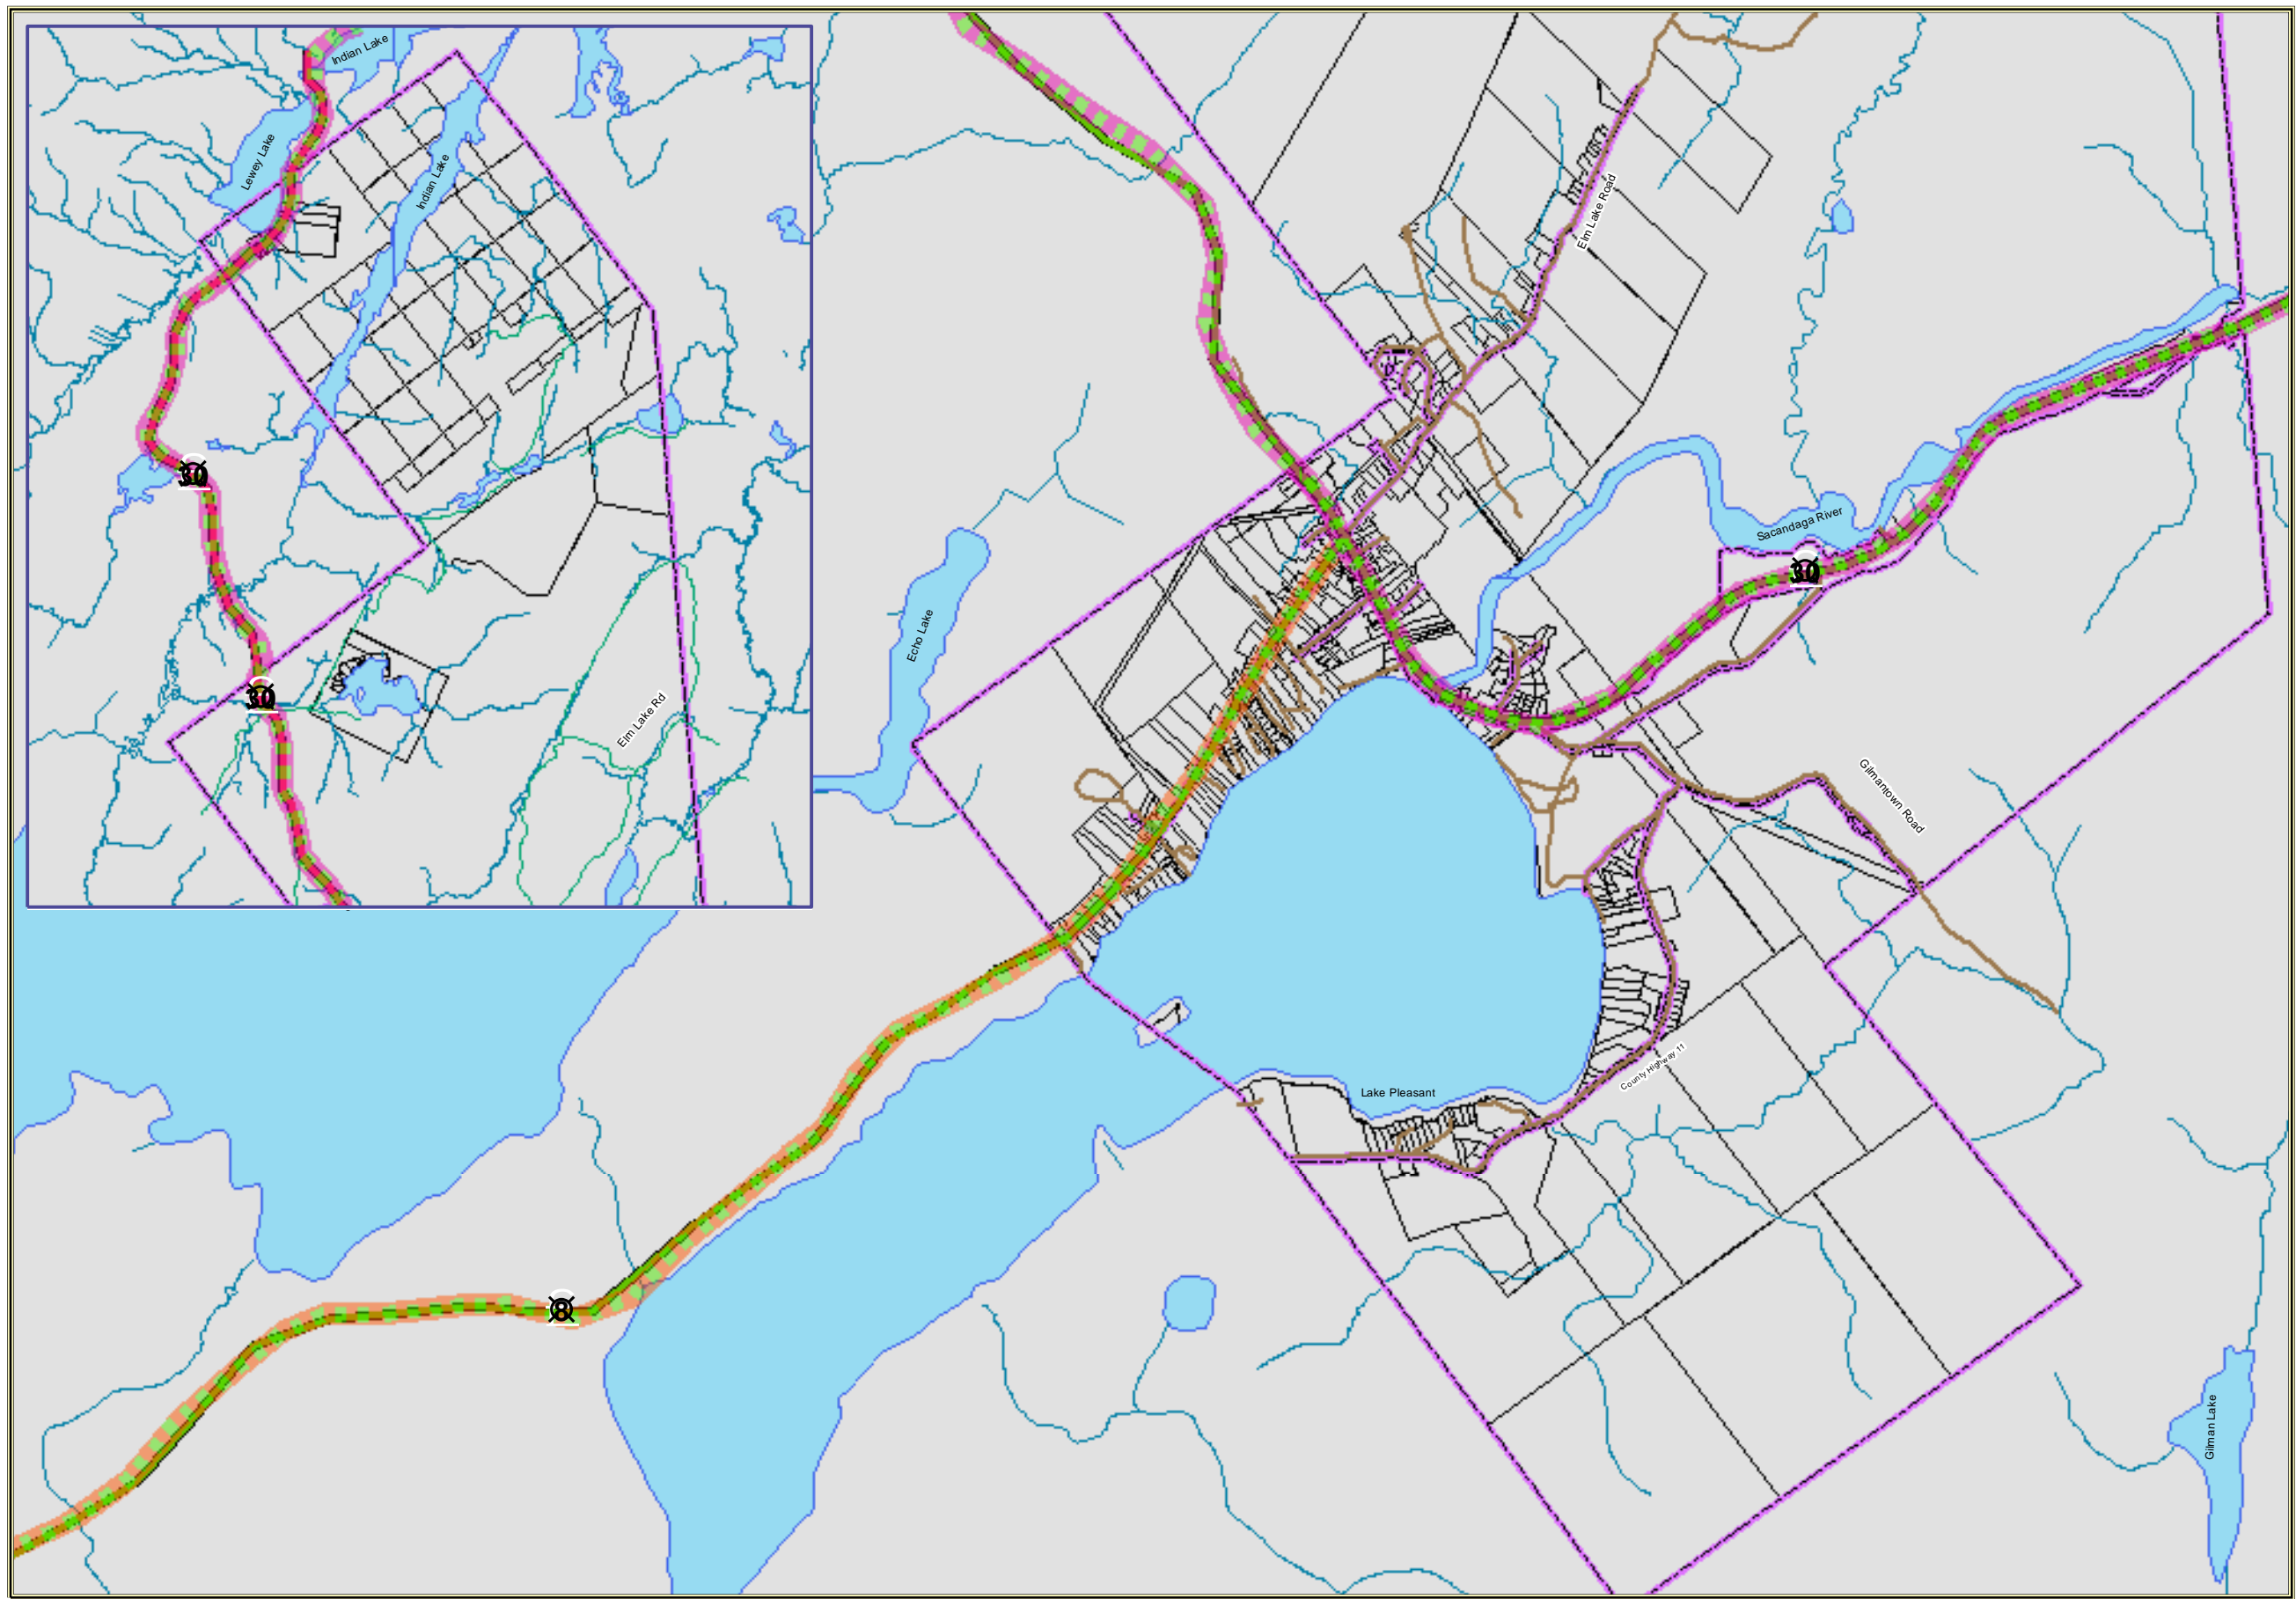 Indian Lake
Lewey Lake
Indian Lake
Elm Lake Road
30
Sacandaga River
30
Echo Lake
30
Elm Lake Rd
Gilmantown Road
County Highway 11
Lake Pleasant
8
Gilman Lake